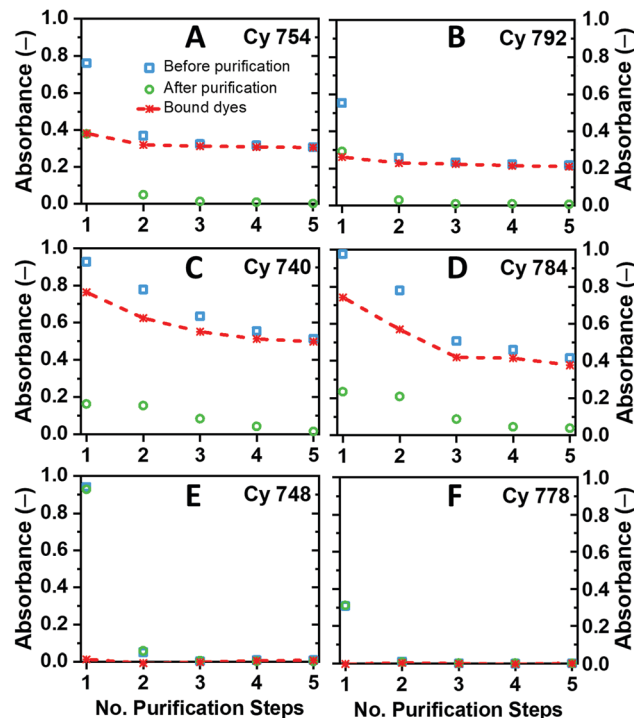 A Cy 754
Before purification
After purification
Bound dyes
Absorbance (–)
1.0
0.8
0.6
0.4
0.2
0.0
1 2 3 4 5
B Cy 792
Absorbance (–)
1.0
0.8
0.6
0.4
0.2
0.0
1 2 3 4 5
C Cy 740
Absorbance (–)
1.0
0.8
0.6
0.4
0.2
0.0
1 2 3 4 5
D Cy 784
Absorbance (–)
1.0
0.8
0.6
0.4
0.2
0.0
1 2 3 4 5
E Cy 748
Absorbance (–)
1.0
0.8
0.6
0.4
0.2
0.0
1 2 3 4 5
No. Purification Steps
F Cy 778
Absorbance (–)
1.0
0.8
0.6
0.4
0.2
0.0
1 2 3 4 5
No. Purification Steps